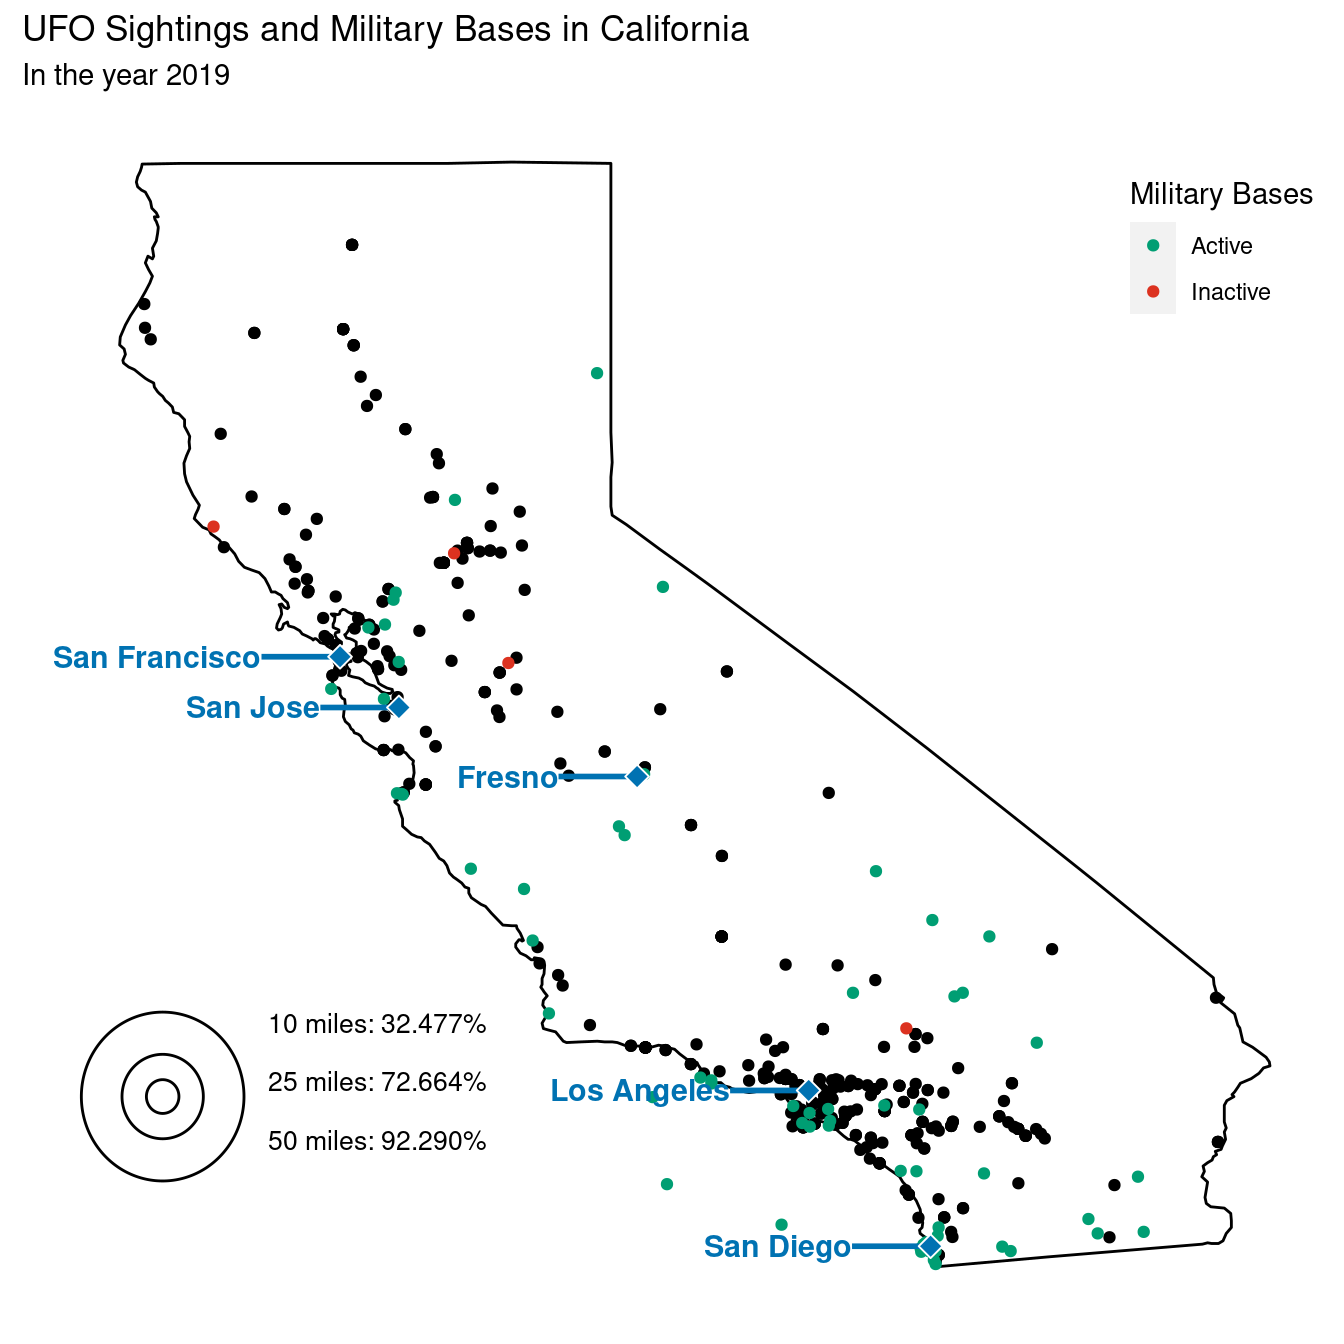 UFO Sightings and Military Bases in California
In the year 2019
Military Bases
Active
Inactive
San Francisco
San Jose
Fresno
10 miles: 32.477%
25 miles: 72.664%
Los Angeles
50 miles: 92.290%
San Diego